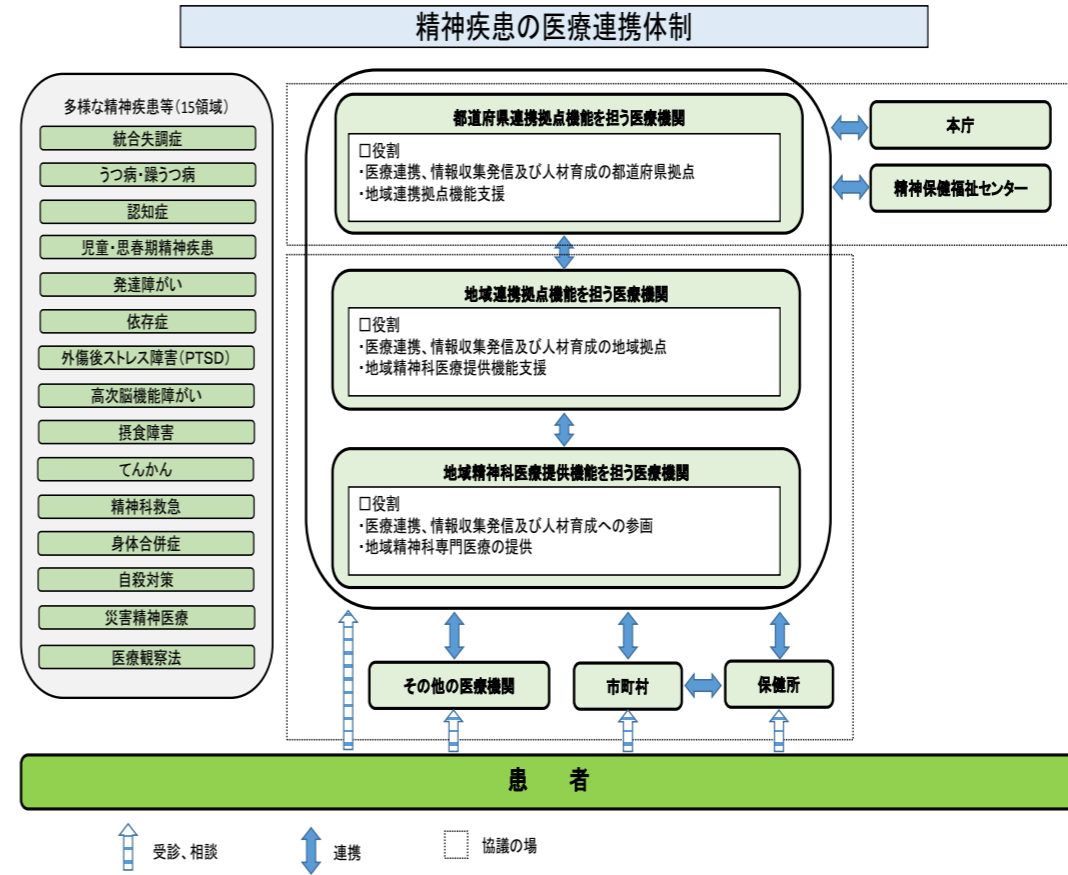 精神疾患の医療連携体制
多様な精神疾患等(15領域)
統合失調症
うつ病・躁うつ病
認知症
児童・思春期精神疾患
発達障がい
依存症
外傷後ストレス障害(PTSD)
高次脳機能障がい
摂食障害
てんかん
精神科救急
身体合併症
自殺対策
災害精神医療
医療観察法
都道府県連携拠点機能を担う医療機関
□役割
・医療連携、情報収集発信及び人材育成の都道府県拠点
・地域連携拠点機能支援
本庁
精神保健福祉センター
地域連携拠点機能を担う医療機関
□役割
・医療連携、情報収集発信及び人材育成の地域拠点
・地域精神科医療提供機能支援
地域精神科医療提供機能を担う医療機関
□役割
・医療連携、情報収集発信及び人材育成への参画
・地域精神科専門医療の提供
その他の医療機関
市町村
保健所
患　者
受診、相談
連携
協議の場